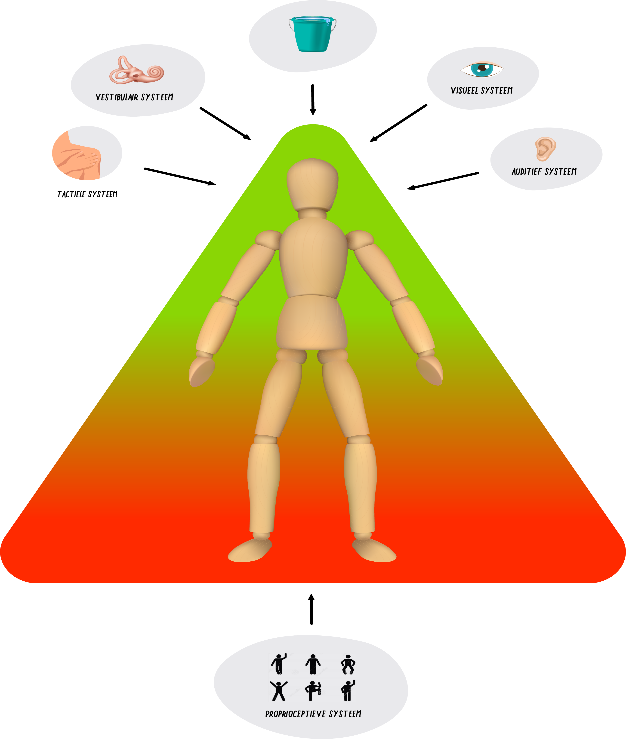 VESTIBULAIR SYSTEEM
VISUEEL SYSTEEM
AUDITIEF SYSTEEM
TACTIELE SYSTEEM
PROPRIOCEPTIEVE SYSTEEM